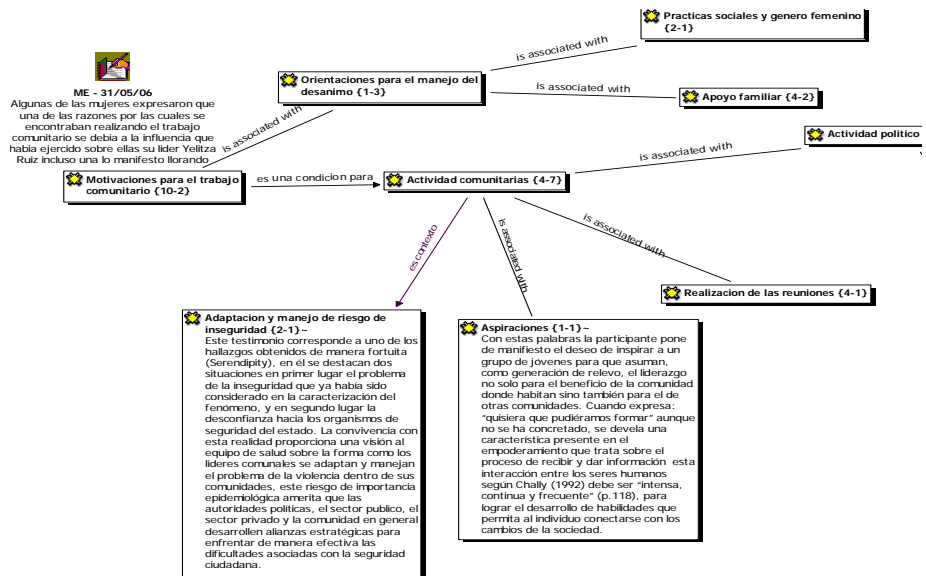 Practicas sociales y genero femenino
{2-1}
is associated with
ME - 31/05/06
Algunas de las mujeres expresaron que
una de las razones por las cuales se
encontraban realizando el trabajo
comunitario se debia a la influencia que
habia ejercido sobre ellas su lider Yelitza
Ruiz incluso una lo manifesto llorando
Orientaciones para el manejo del
desanimo {1-3}
is associated with
Apoyo familiar {4-2}
is associated with
Actividad politico
is associated with
Motivaciones para el trabajo
comunitario {10-2}
es una condicion para
Actividad comunitarias {4-7}
es contexto
is associated with
is associated with
Realizacion de las reuniones {4-1}
Adaptacion y manejo de riesgo de
inseguridad {2-1}~
Este testimonio corresponde a uno de los
hallazgos obtenidos de manera fortuita
(Serendipity), en él se destacan dos
situaciones en primer lugar el problema
de la inseguridad que ya había sido
considerado en la caracterización del
fenómeno, y en segundo lugar la
desconfianza hacia los organismos de
seguridad del estado. La convivencia con
esta realidad proporciona una visión al
equipo de salud sobre la forma como los
lideres comunales se adaptan y manejan
el problema de la violencia dentro de sus
comunidades, este riesgo de importancia
epidemiológica amerita que las
autoridades políticas, el sector publico, el
sector privado y la comunidad en general
desarrollen alianzas estratégicas para
enfrentar de manera efectiva las
dificultades asociadas con la seguridad
ciudadana.
Aspiraciones {1-1}~
Con estas palabras la participante pone
de manifiesto el deseo de inspirar a un
grupo de jóvenes para que asuman,
como generación de relevo, el liderazgo
no solo para el beneficio de la comunidad
donde habitan sino también para el de
otras comunidades. Cuando expresa:
"quisiera que pudiéramos formar" aunque
no se ha concretado, se devela una
característica presente en el
empoderamiento que trata sobre el
proceso de recibir y dar información esta
interacción entre los seres humanos
según Chally (1992) debe ser "intensa,
continua y frecuente" (p.118), para
lograr el desarrollo de habilidades que
permita al individuo conectarse con los
cambios de la sociedad.